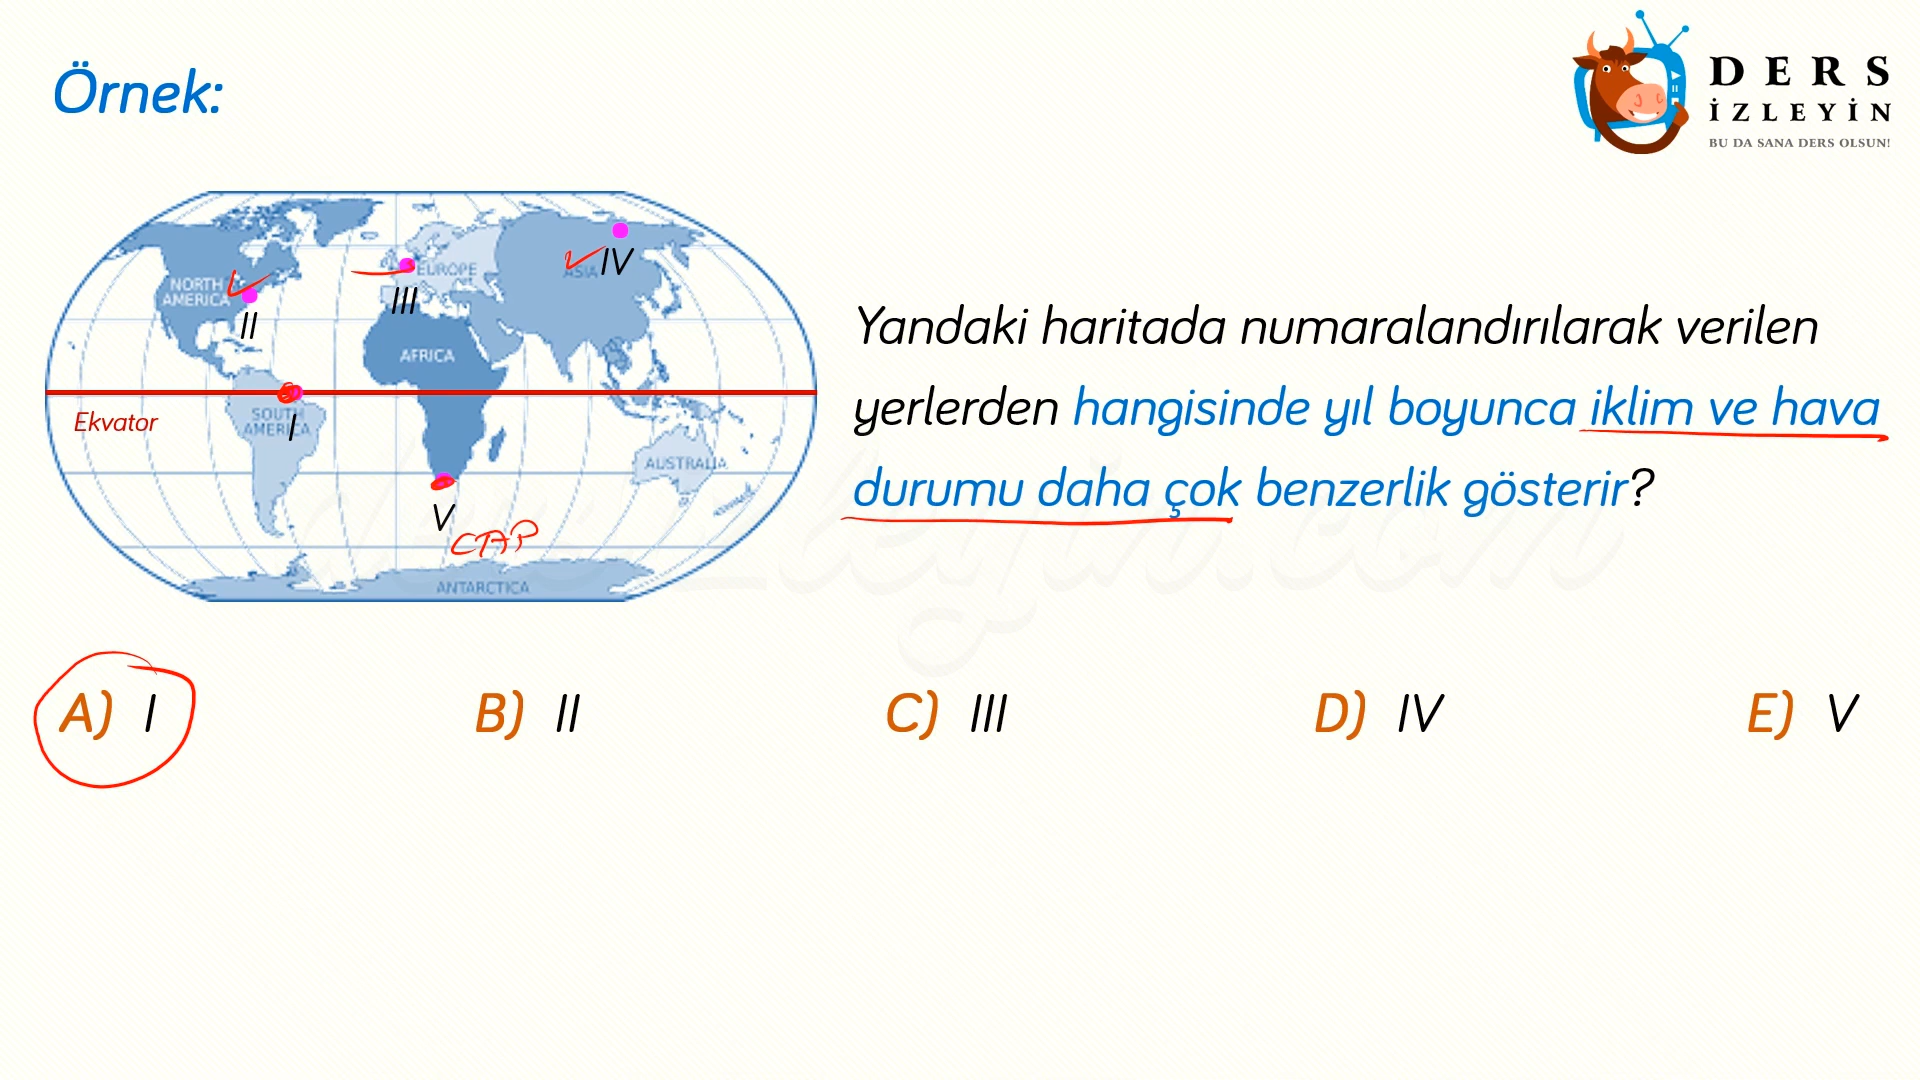 Örnek:
DERS
İZLEYİN
BU DA SANA DERS OLSUN!
NORTH
AMERICA
II
EUROPE
III
ASIA
IV
AFRICA
Ekvator
SOUTH
AMERICA
I
AUSTRALIA
V
ANTARCTICA
Yandaki haritada numaralandırılarak verilen
yerlerden hangisinde yıl boyunca iklim ve hava
durumu daha çok benzerlik gösterir?
A) I
B) II
C) III
D) IV
E) V